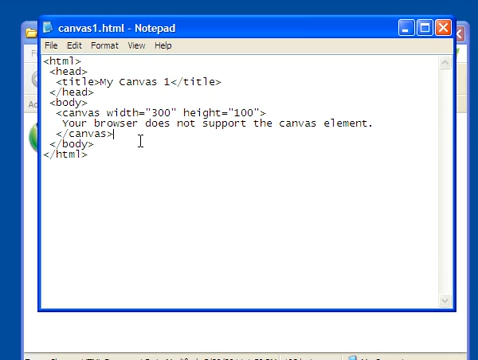 canvas1.html - Notepad
File Edit Format View Help
<html>
 <head>
  <title>My Canvas 1</title>
 </head>
 <body>
  <canvas width="300" height="100">
   Your browser does not support the canvas element.
  </canvas>
 </body>
</html>